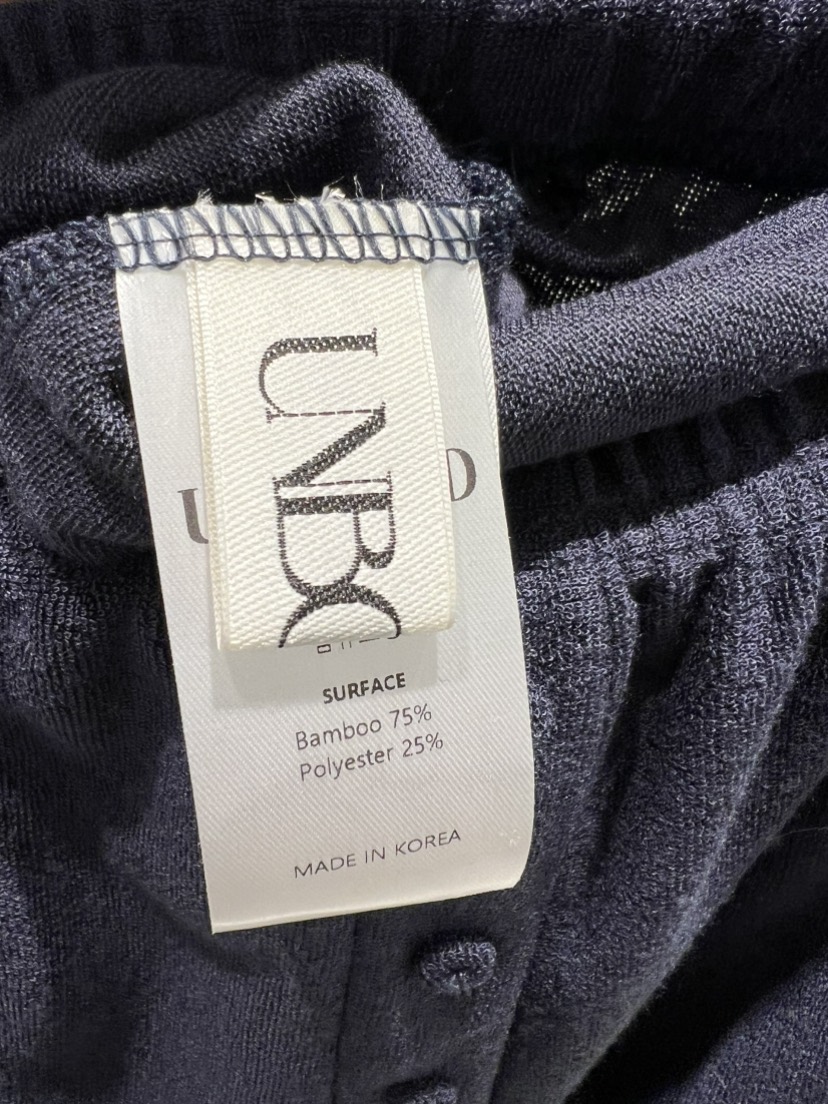 UNBO
U
D
SURFACE
Bamboo 75%
Polyester 25%
MADE IN KOREA